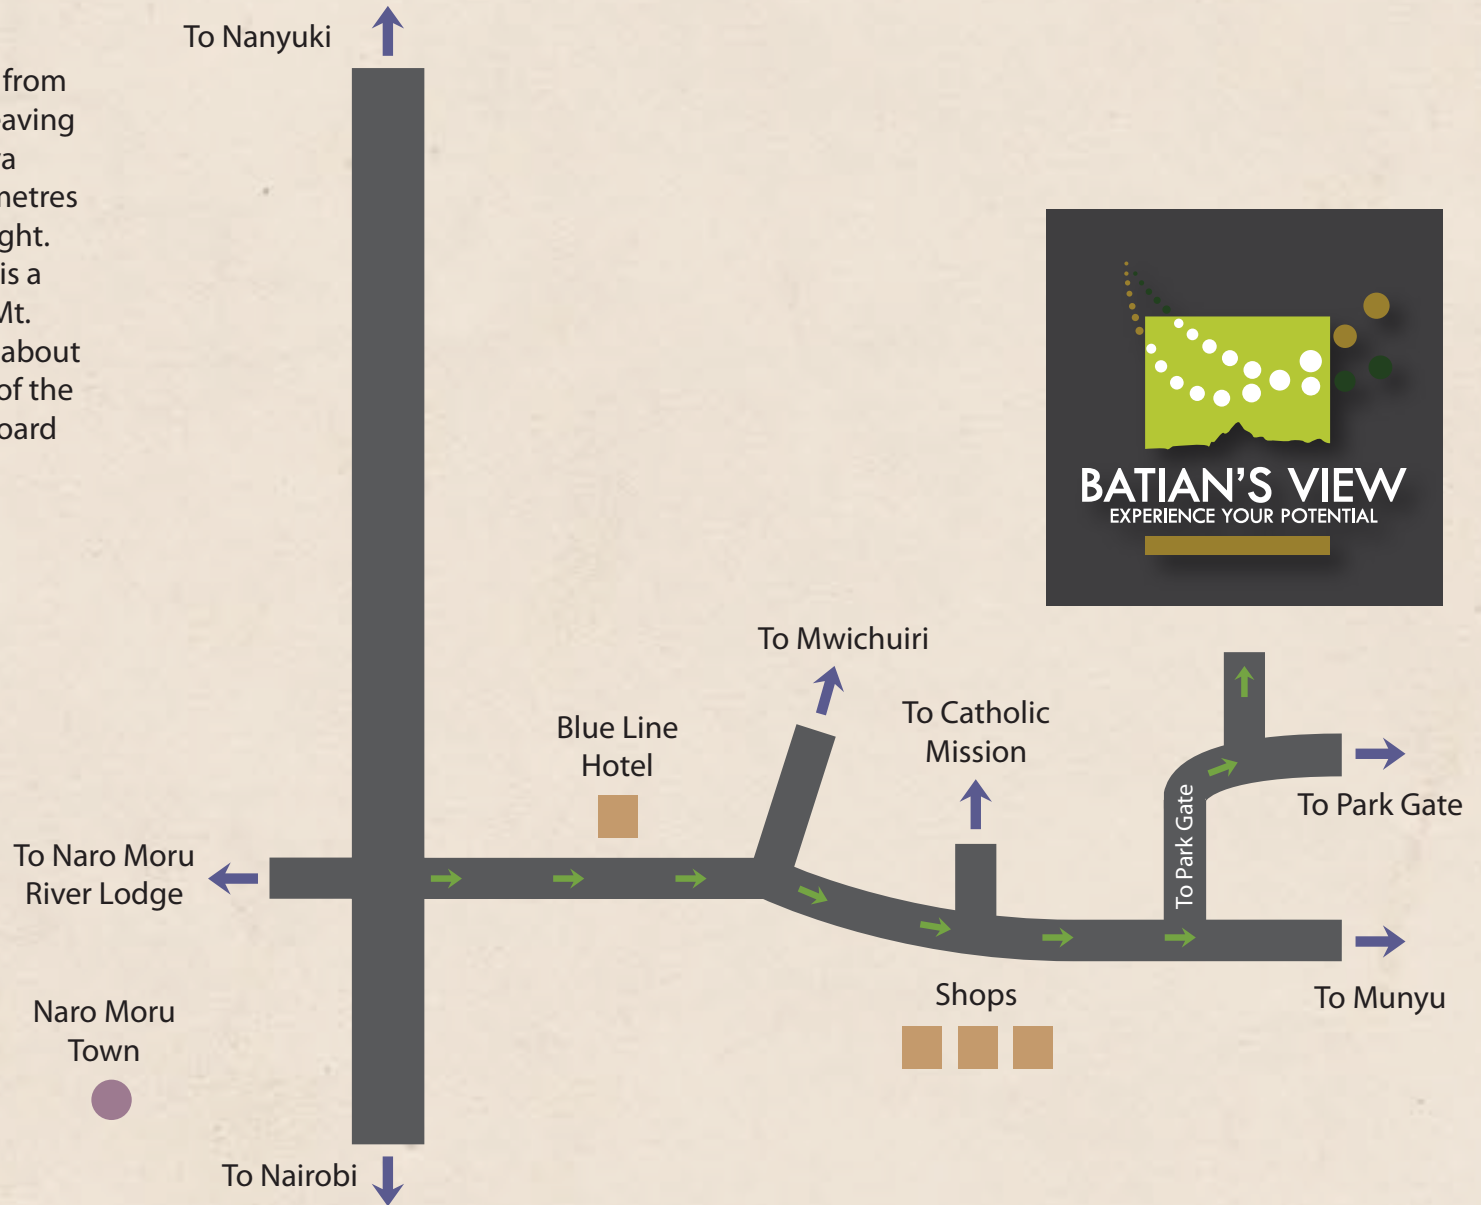 To Nanyuki
from
eaving
a
metres
ght.
is a
Mt.
about
of the
oard
BATIAN'S VIEW
EXPERIENCE YOUR POTENTIAL
To Mwichuiri
Blue Line
Hotel
To Catholic
Mission
To Park Gate
To Park Gate
To Naro Moru
River Lodge
Naro Moru
Town
Shops
To Munyu
To Nairobi